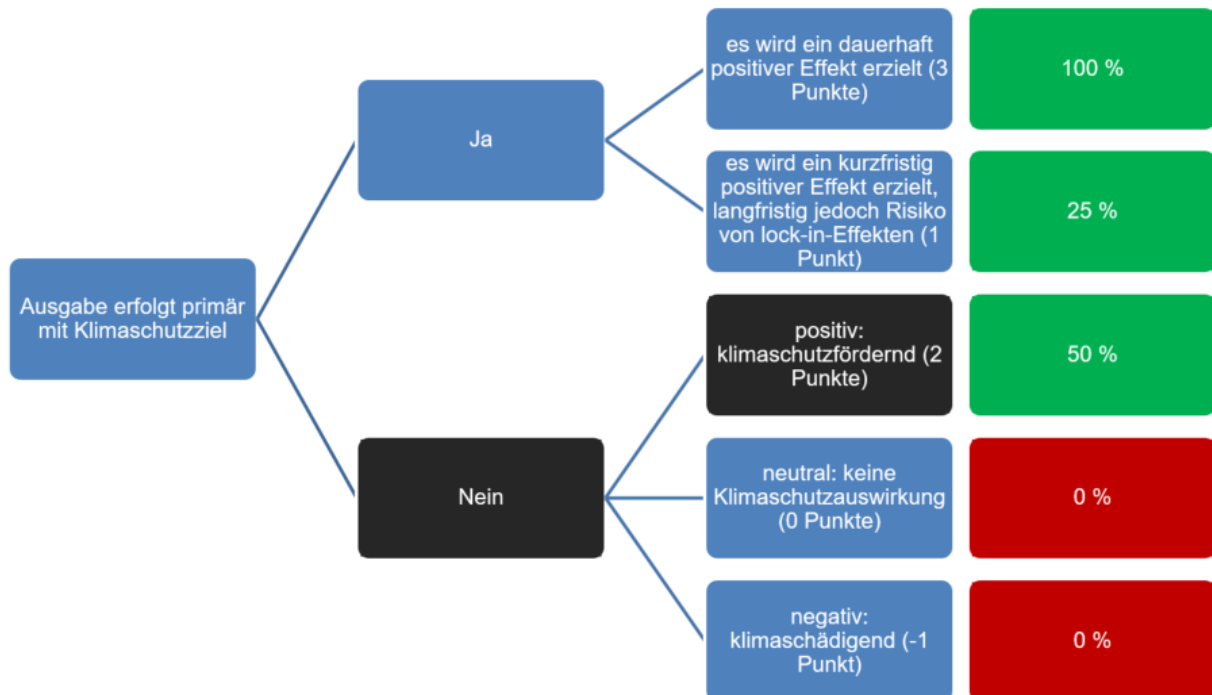 es wird ein dauerhaft
positiver Effekt erzielt (3
Punkte)
100 %
Ja
es wird ein kurzfristig
positiver Effekt erzielt,
langfristig jedoch Risiko
von lock-in-Effekten (1
Punkt)
25 %
Ausgabe erfolgt primär
mit Klimaschutzziel
positiv:
klimaschutzfördernd (2
Punkte)
50 %
Nein
neutral: keine
Klimaschutzauswirkung
(0 Punkte)
0 %
negativ:
klimaschädigend (-1
Punkt)
0 %